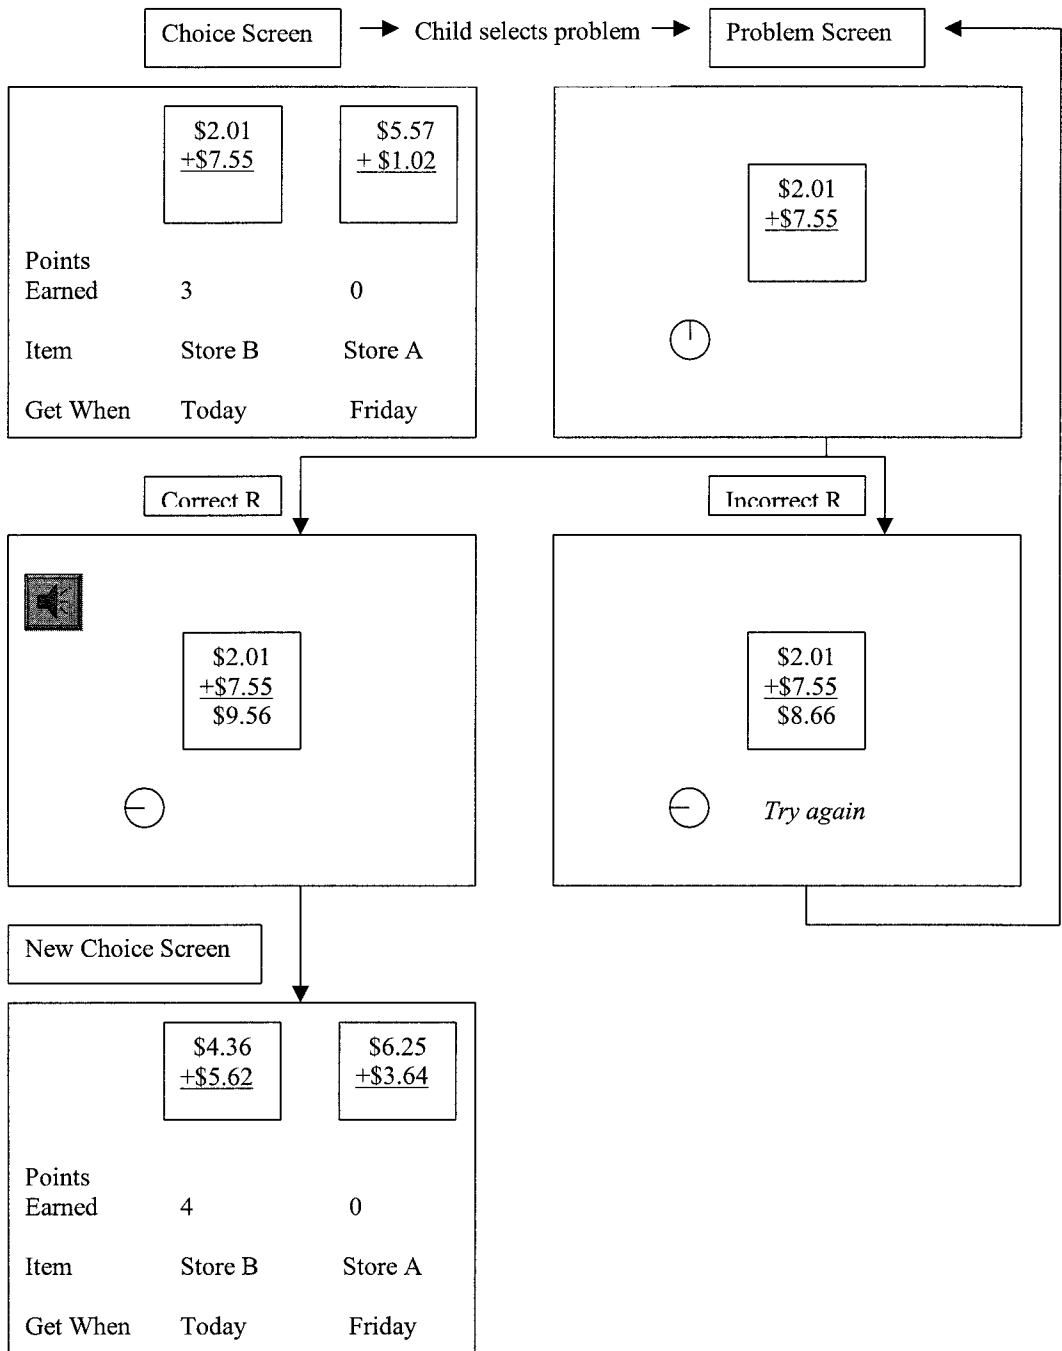 Choice Screen
Child selects problem
Problem Screen
$2.01
+$7.55
$5.57
+ $1.02
Points
Earned 3 0
Item Store B Store A
Get When Today Friday
$2.01
+$7.55
Correct R
Incorrect R
$2.01
+$7.55
$9.56
$2.01
+$7.55
$8.66
Try again
New Choice Screen
$4.36
+$5.62
$6.25
+$3.64
Points
Earned 4 0
Item Store B Store A
Get When Today Friday